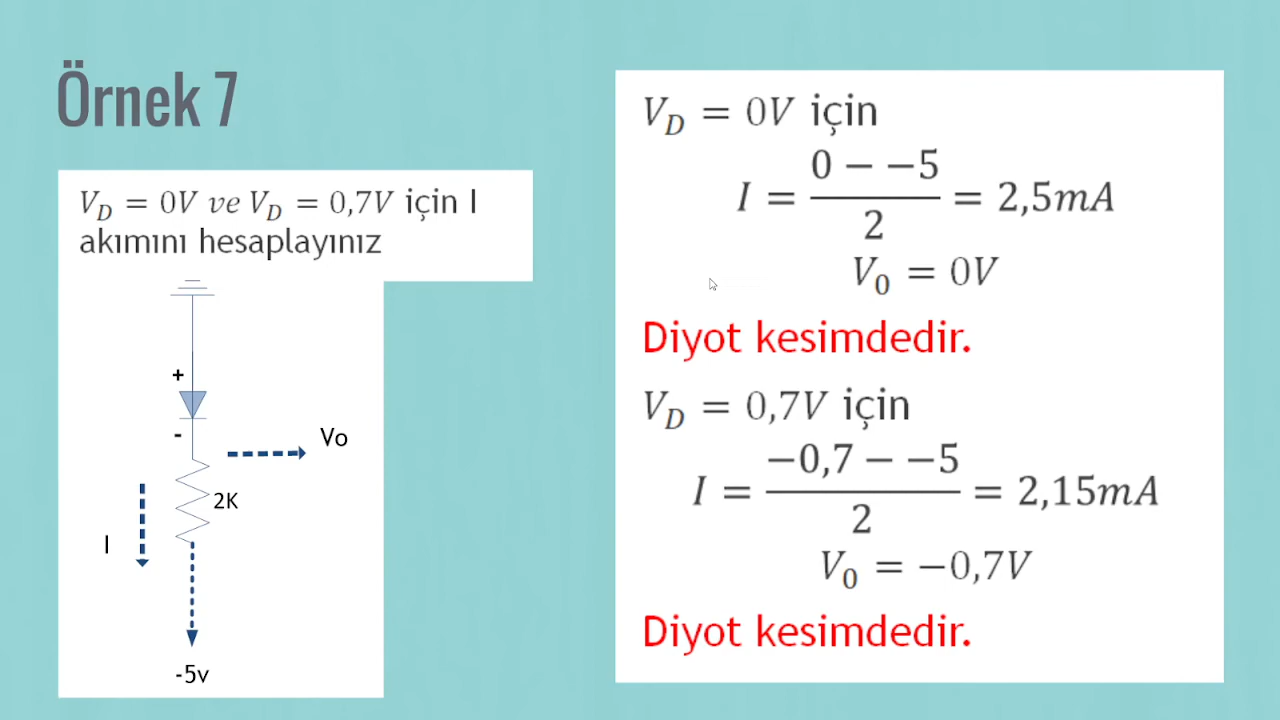 Örnek 7
V_D = 0V ve V_D = 0,7V için I
akımını hesaplayınız
+
-
Vo
2K
I
-5v
V_D = 0V için
I = (0 − −5)/2 = 2,5mA
V_0 = 0V
Diyot kesimdedir.
V_D = 0,7V için
I = (−0,7 − −5)/2 = 2,15mA
V_0 = −0,7V
Diyot kesimdedir.